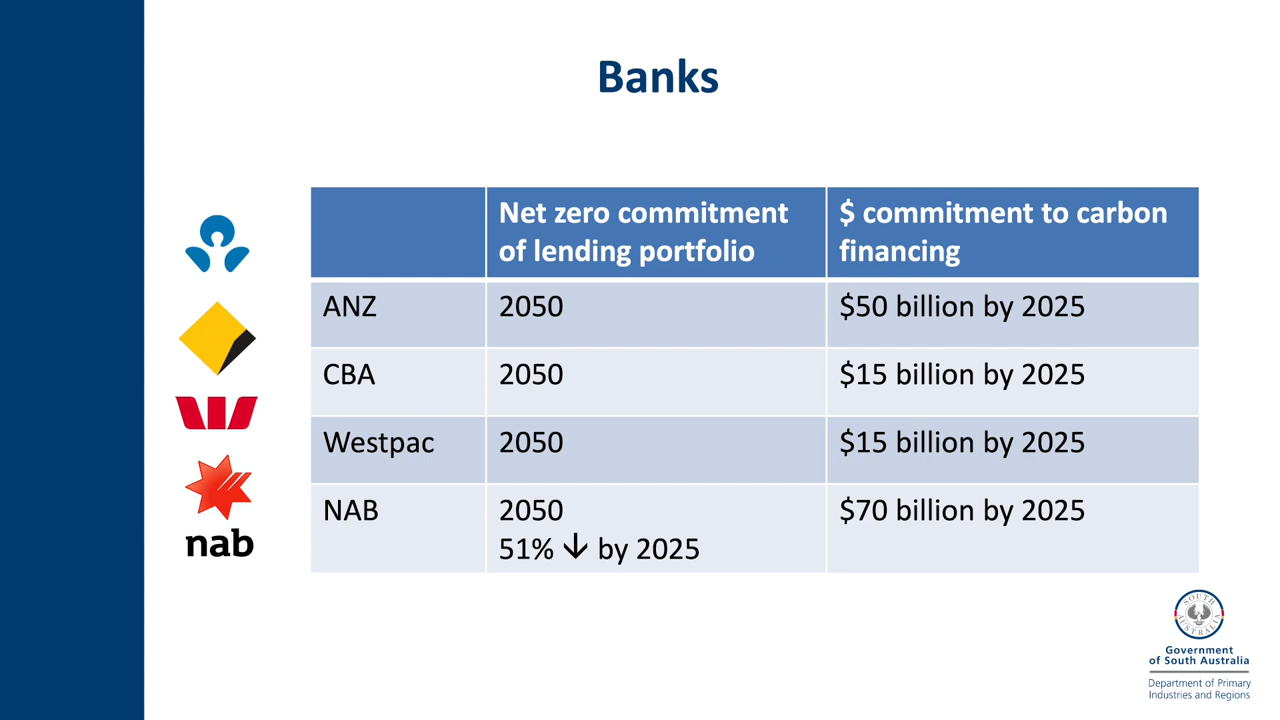 Banks
Net zero commitment
of lending portfolio
$ commitment to carbon
financing
ANZ
2050
$50 billion by 2025
CBA
2050
$15 billion by 2025
Westpac
2050
$15 billion by 2025
NAB
2050
51% ↓ by 2025
$70 billion by 2025
nab
SOUTH
AUSTRALIA
Government
of South Australia
Department of Primary
Industries and Regions